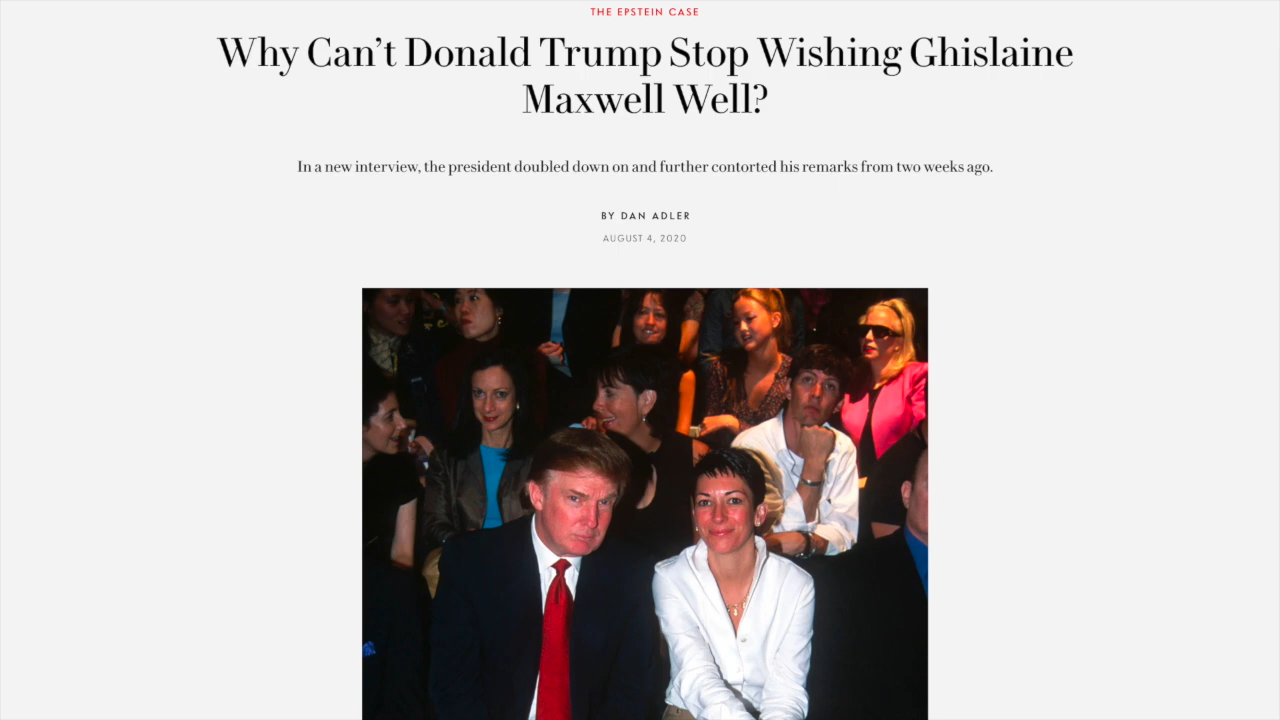 THE EPSTEIN CASE
Why Can’t Donald Trump Stop Wishing Ghislaine
Maxwell Well?
In a new interview, the president doubled down on and further contorted his remarks from two weeks ago.
BY DAN ADLER
AUGUST 4, 2020